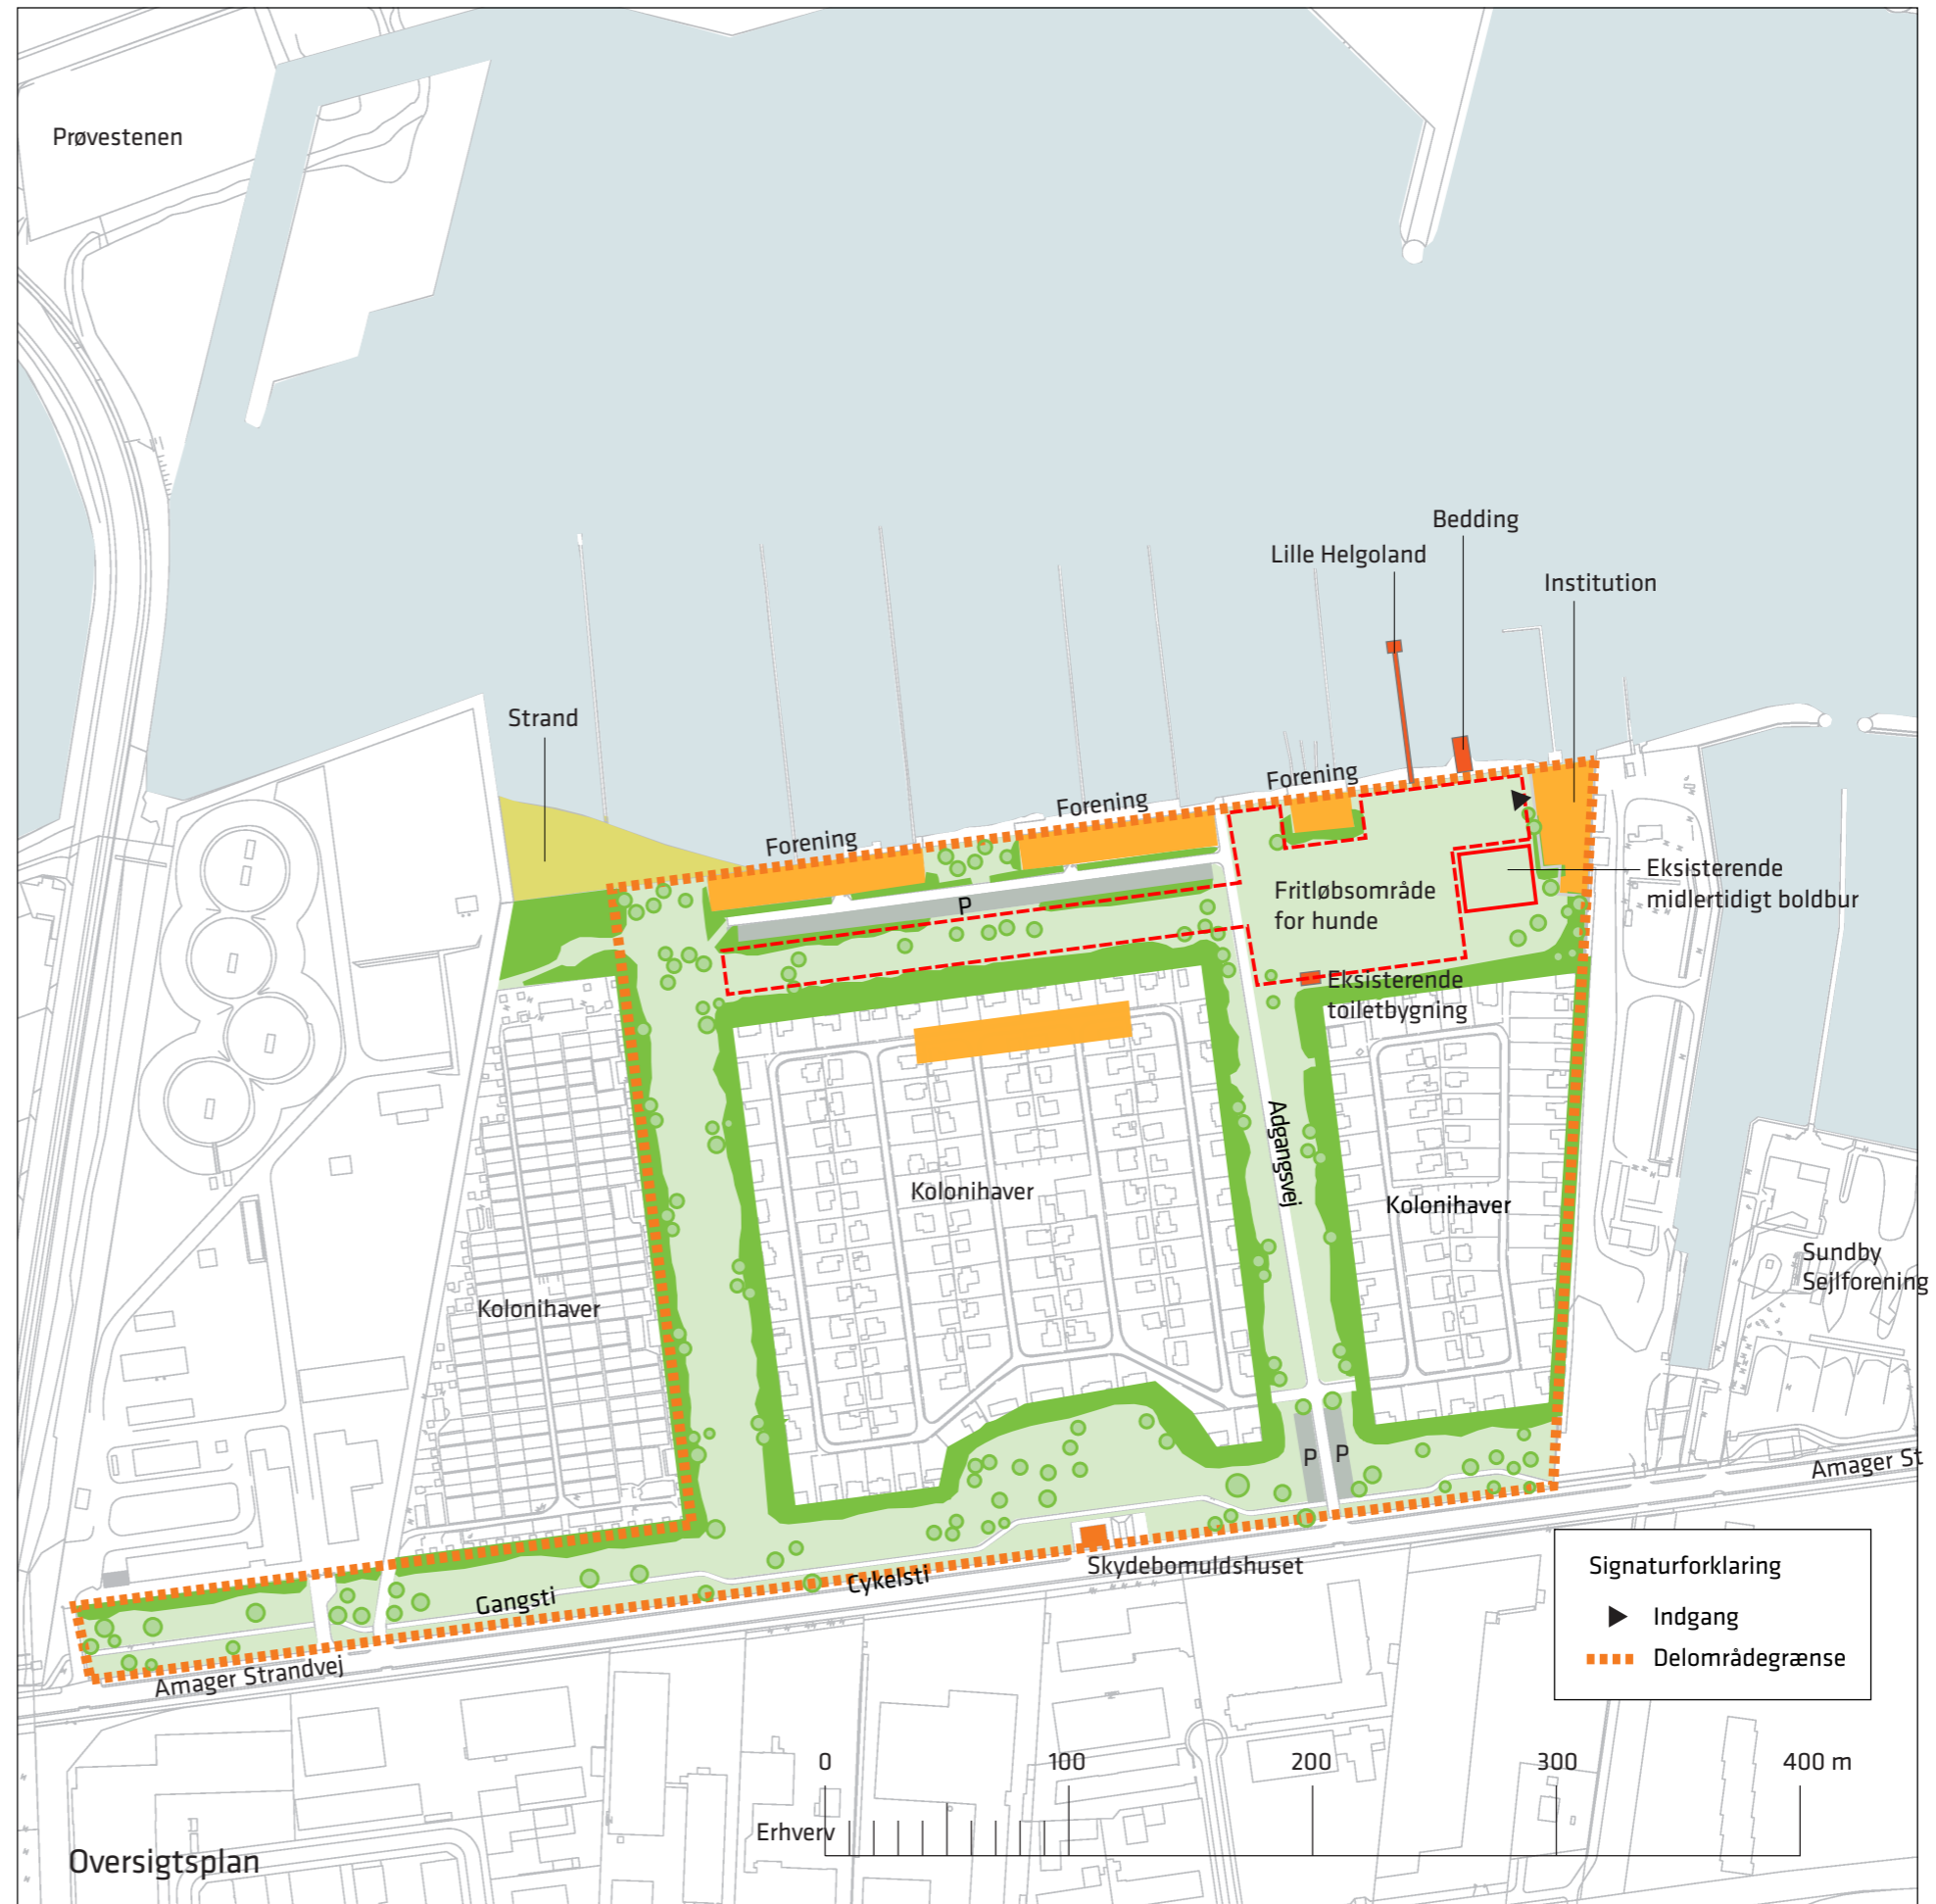 Prøvestenen
Bedding
Lille Helgoland
Institution
Strand
Forening
Forening
Forening
Eksisterende
midlertidigt boldbur
Fritløbsområde
for hunde
P
Eksisterende
toiletbygning
Adgangsvej
Kolonihaver
Kolonihaver
Kolonihaver
Sundby
Sejlforening
P
P
Amager St
Skydebomuldshuset
Cykelsti
Gangsti
Amager Strandvej
Signaturforklaring
Indgang
Delområdegrænse
0 100 200 300 400 m
Erhverv
Oversigtsplan